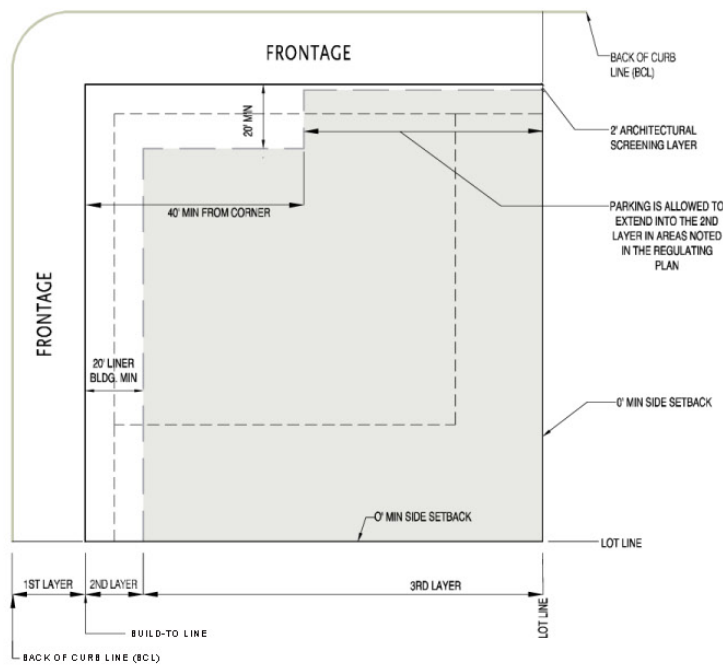 FRONTAGE
BACK OF CURB
LINE (BCL)
20' MIN
2' ARCHITECTURAL
SCREENING LAYER
40' MIN FROM CORNER
PARKING IS ALLOWED TO
EXTEND INTO THE 2ND
LAYER IN AREAS NOTED
IN THE REGULATING
PLAN
FRONTAGE
20' LINER
BLDG. MIN
0' MIN SIDE SETBACK
O' MIN SIDE SETBACK
LOT LINE
1ST LAYER
2ND LAYER
3RD LAYER
LOT LINE
BUILD-TO LINE
BACK OF CURB LINE (BCL)